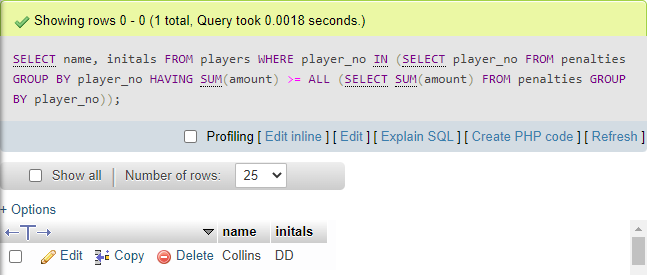 Showing rows 0 - 0 (1 total, Query took 0.0018 seconds.)
SELECT name, initals FROM players WHERE player_no IN (SELECT player_no FROM penalties
GROUP BY player_no HAVING SUM(amount) >= ALL (SELECT SUM(amount) FROM penalties GROUP
BY player_no));
Profiling [ Edit inline ] [ Edit ] [ Explain SQL ] [ Create PHP code ] [ Refresh ]
Show all | Number of rows: 25
+ Options
←T→ name initals
Edit Copy Delete Collins DD